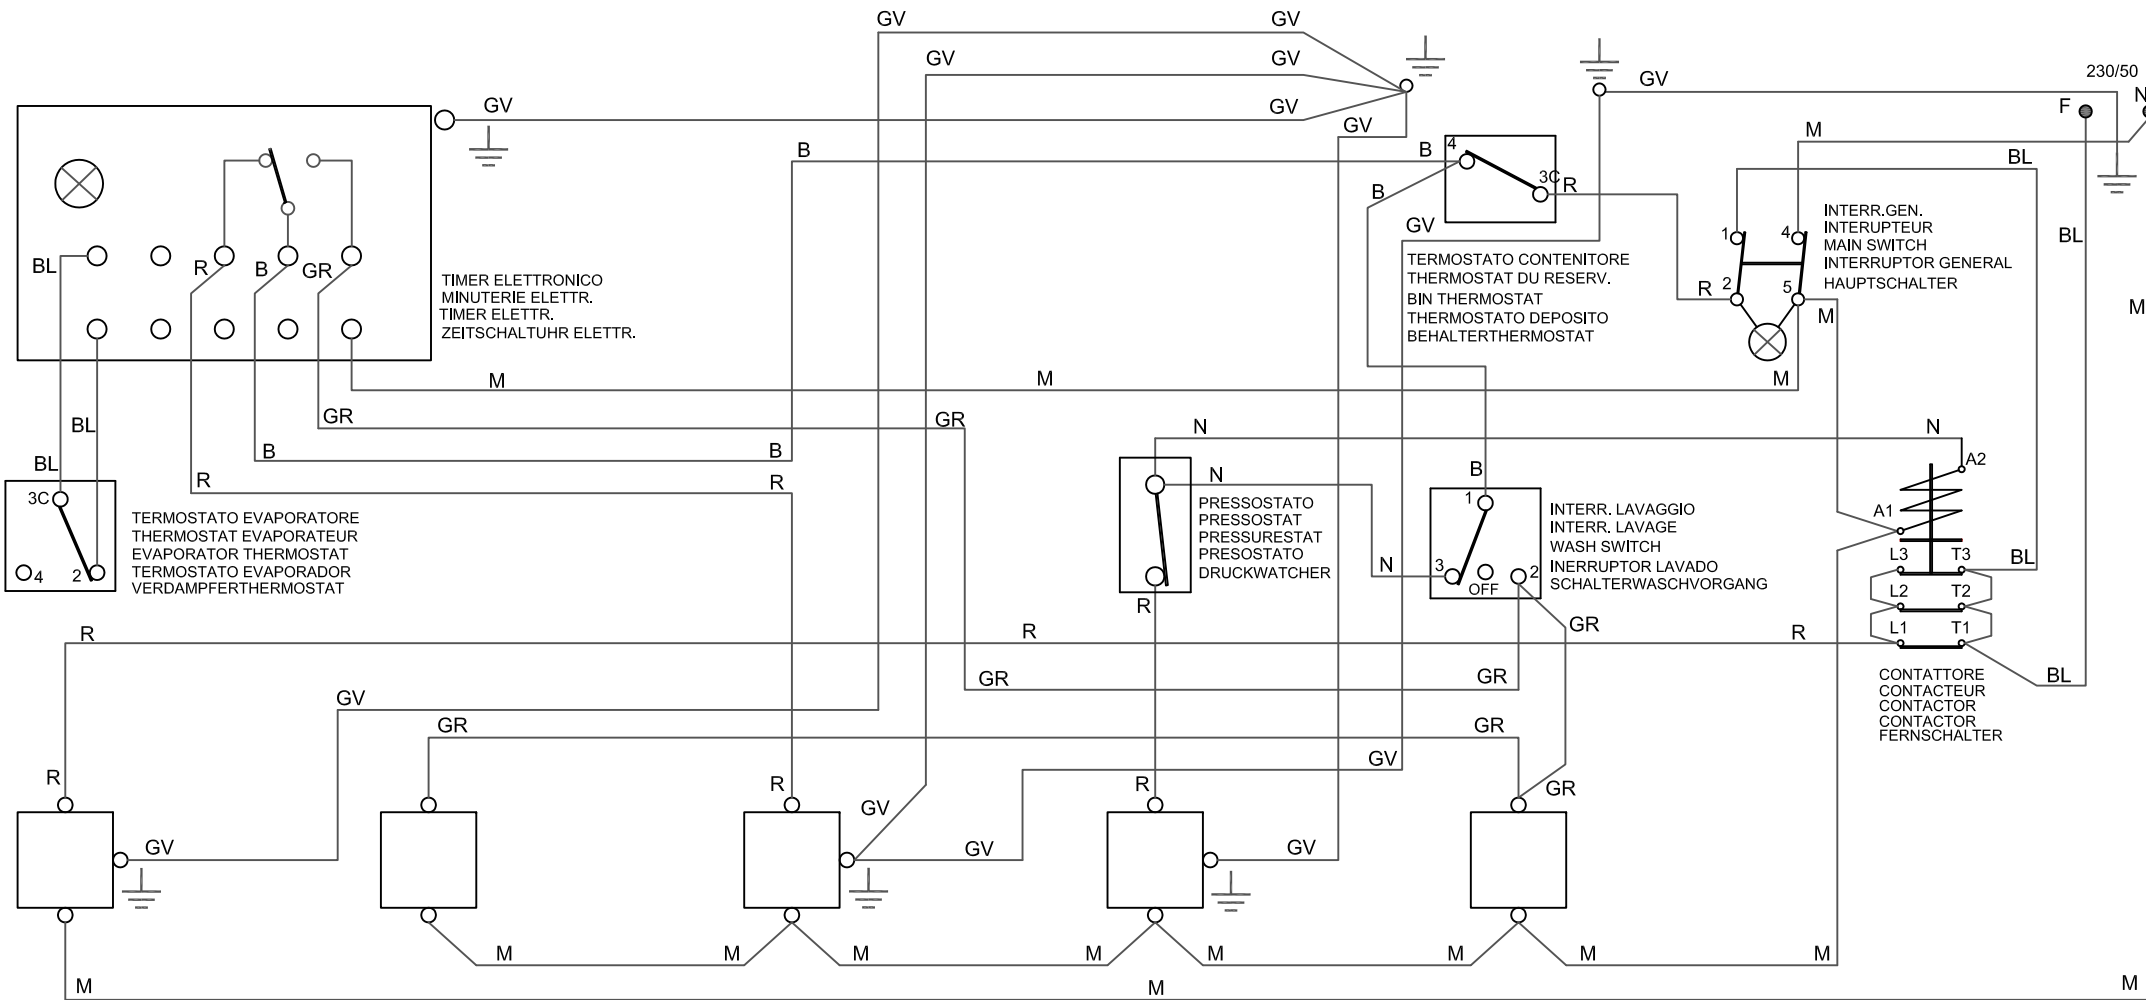 GV
GV
GV
GV
GV
GV
GV
GV
230/50
F
N
M
BL
B
B
4
3C
R
B
GV
1
4
INTERR.GEN.
INTERUPTEUR
MAIN SWITCH
INTERRUPTOR GENERAL
HAUPTSCHALTER
BL
BL
R
B
GR
TIMER ELETTRONICO
MINUTERIE ELETTR.
TIMER ELETTR.
ZEITSCHALTUHR ELETTR.
TERMOSTATO CONTENITORE
THERMOSTAT DU RESERV.
BIN THERMOSTAT
THERMOSTATO DEPOSITO
BEHALTERTHERMOSTAT
R
2
5
M
M
M
M
M
GR
GR
BL
B
B
BL
R
R
3C
4
2
TERMOSTATO EVAPORATORE
THERMOSTAT EVAPORATEUR
EVAPORATOR THERMOSTAT
TERMOSTATO EVAPORADOR
VERDAMPFERTHERMOSTAT
N
N
N
PRESSOSTATO
PRESSOSTAT
PRESSURESTAT
PRESOSTATO
DRUCKWATCHER
R
B
1
N
3
OFF
2
INTERR. LAVAGGIO
INTERR. LAVAGE
WASH SWITCH
INERRUPTOR LAVADO
SCHALTERWASCHVORGANG
A2
A1
L3
T3
BL
L2
T2
L1
T1
R
R
R
GR
GR
GR
BL
CONTATTORE
CONTACTEUR
CONTACTOR
CONTACTOR
FERNSCHALTER
GV
GR
GR
GV
R
R
R
GR
GV
GV
GV
GV
M
M
M
M
M
M
M
M
M
M
M